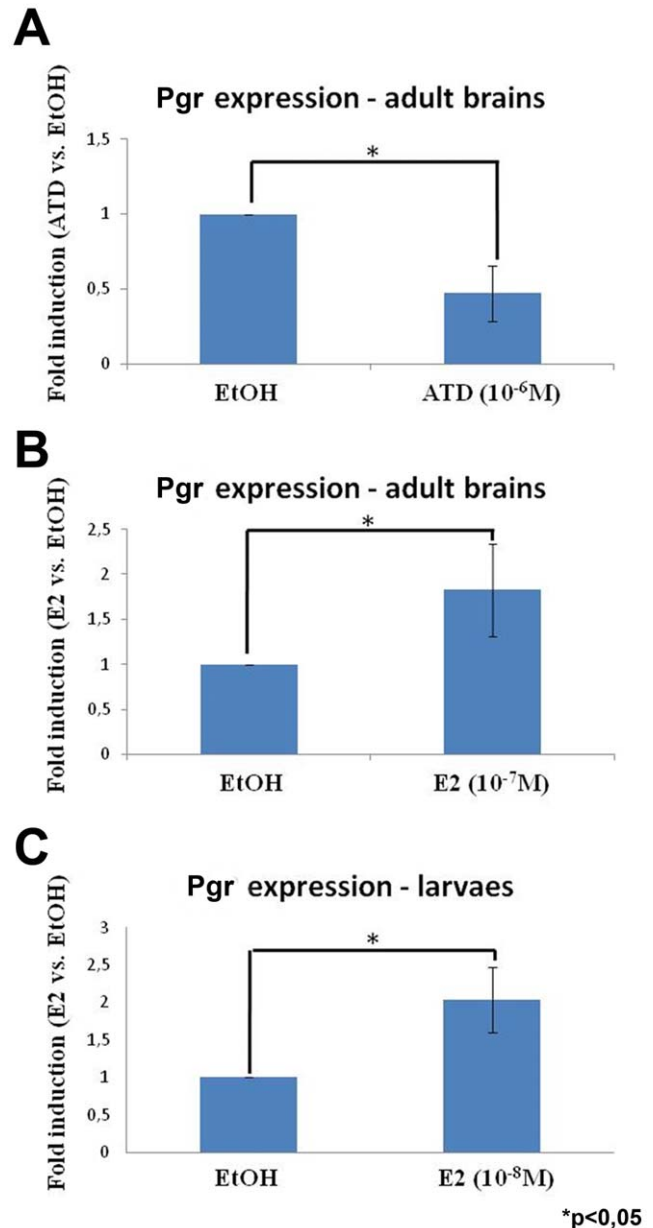 A
Pgr expression - adult brains
Fold induction (ATD vs. EtOH)
1,5
1
0,5
0
*
EtOH
ATD (10⁻⁶M)
B
Pgr expression - adult brains
Fold induction (E2 vs. EtOH)
2,5
2
1,5
1
0,5
0
*
EtOH
E2 (10⁻⁷M)
C
Pgr expression - larvaes
Fold induction (E2 vs. EtOH)
3
2,5
2
1,5
1
0,5
0
*
EtOH
E2 (10⁻⁸M)
*p<0,05